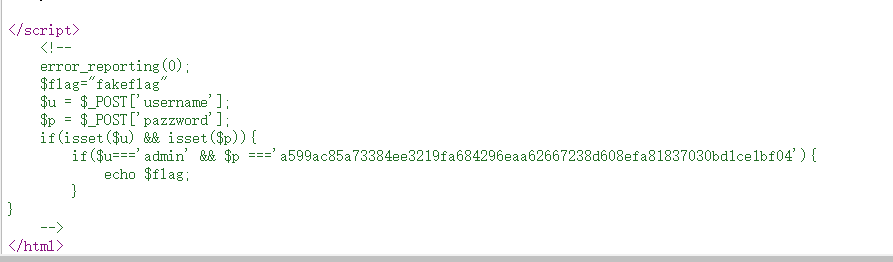 </script>
<!--
error_reporting(0);
$flag="fakeflag"
$u = $_POST['username'];
$p = $_POST['pazzword'];
if(isset($u) && isset($p)){
if($u==='admin' && $p ==='a599ac85a73384ee3219fa684296eaa62667238d608efa81837030bd1ce1bf04'){
echo $flag;
}
}
-->
</html>